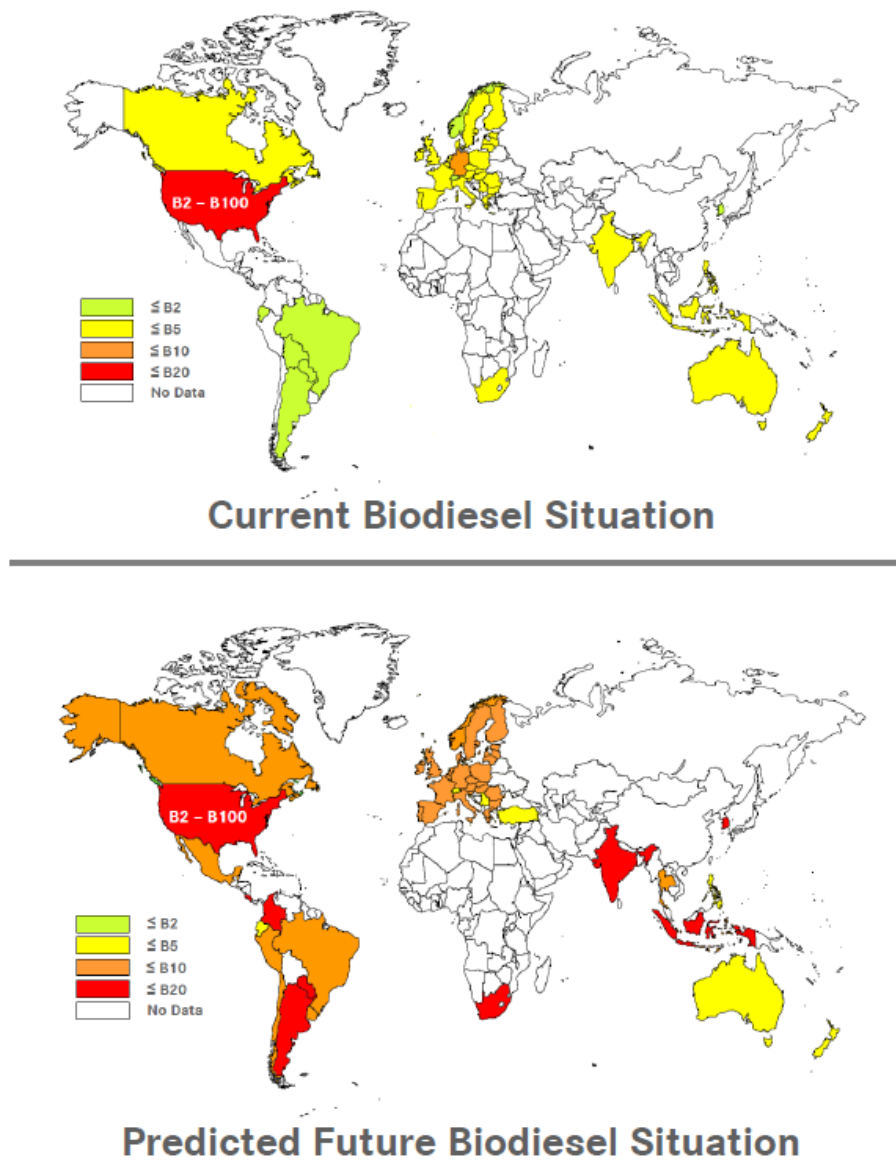 B2 – B100
≦ B2
≦ B5
≦ B10
≦ B20
No Data
Current Biodiesel Situation
B2 – B100
≦ B2
≦ B5
≦ B10
≦ B20
No Data
Predicted Future Biodiesel Situation